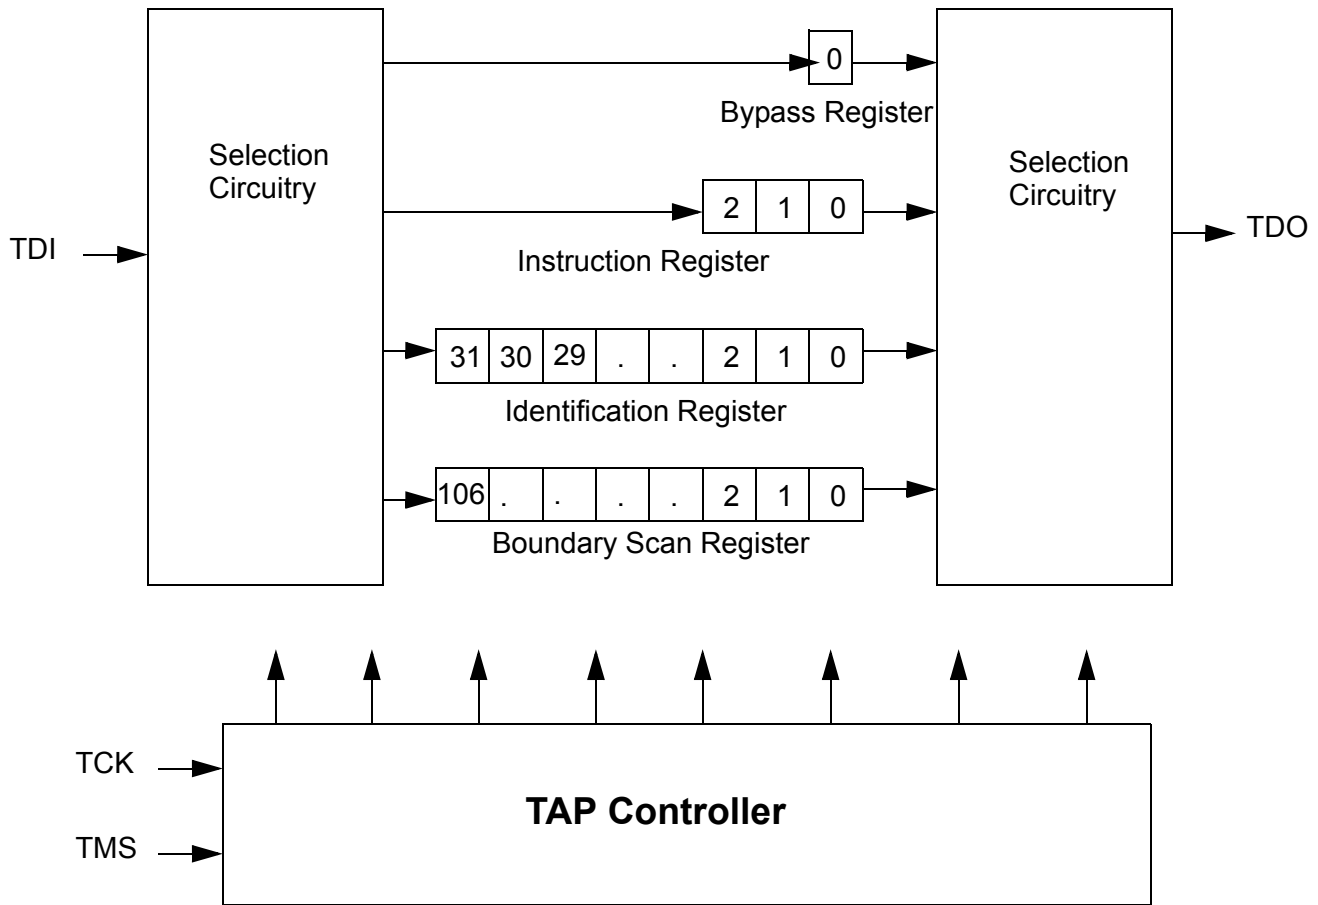 0
Bypass Register
Selection
Circuitry
Selection
Circuitry
2 1 0
TDI
TDO
Instruction Register
31 30 29 . . 2 1 0
Identification Register
106 . . . . 2 1 0
Boundary Scan Register
TCK
TAP Controller
TMS